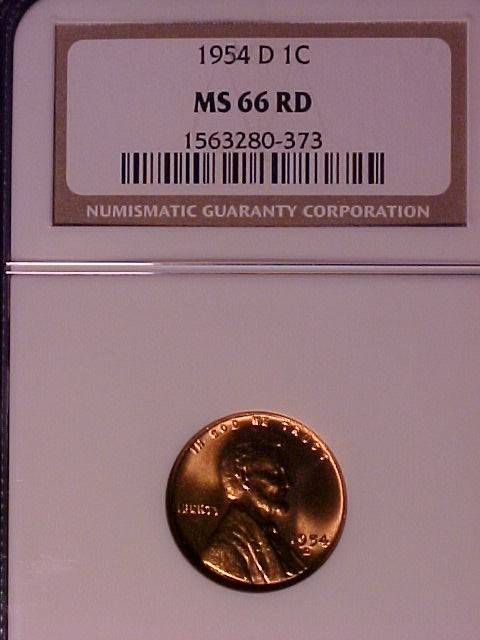 1954 D 1C
MS 66 RD
1563280-373
NUMISMATIC GUARANTY CORPORATION
IN GOD WE TRUST
LIBERTY
1954
D